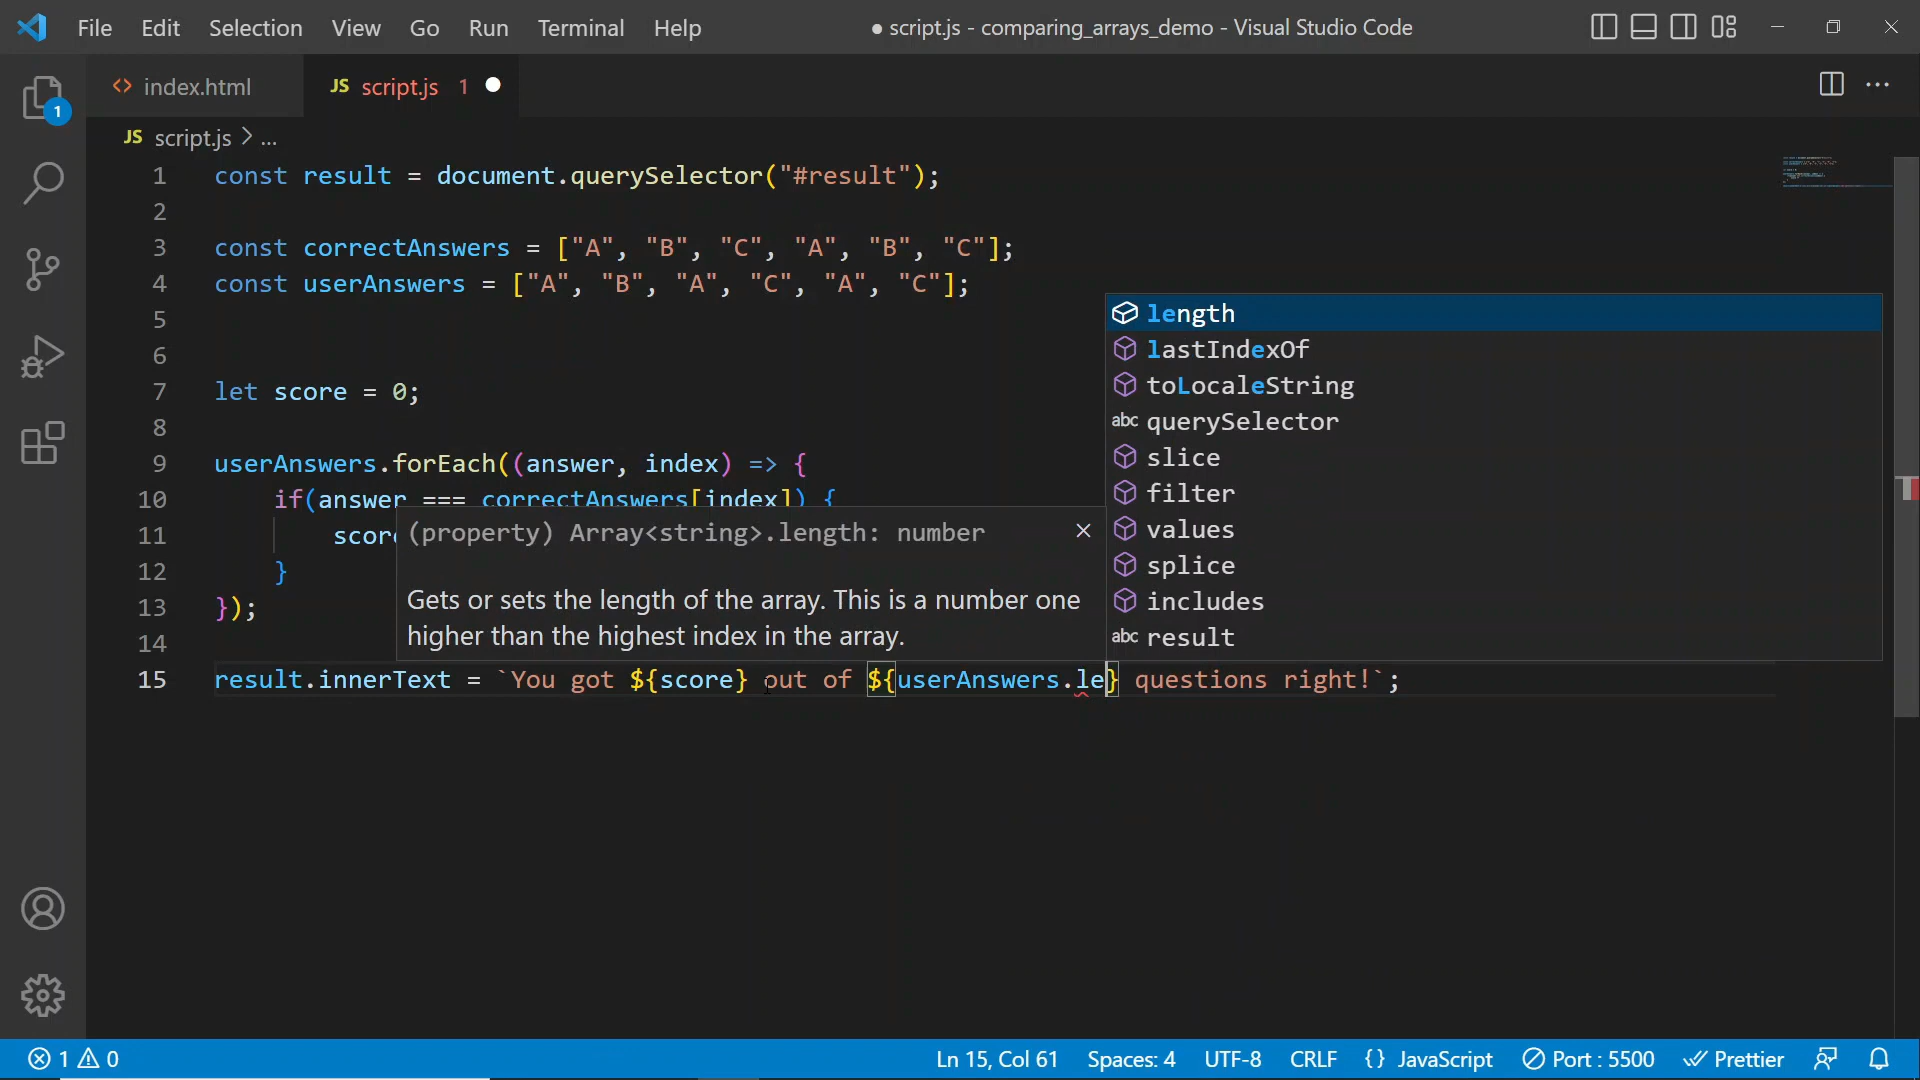 File Edit Selection View Go Run Terminal Help ● script.js - comparing_arrays_demo - Visual Studio Code
<> index.html JS script.js 1 ●
1
JS script.js > ...
1 const result = document.querySelector("#result");
2
3 const correctAnswers = ["A", "B", "C", "A", "B", "C"];
4 const userAnswers = ["A", "B", "A", "C", "A", "C"];
5
6
7 let score = 0;
8
9 userAnswers.forEach((answer, index) => {
10 if(answer === correctAnswers[index]) {
11 score
12 }
13 });
14
15 result.innerText = `You got ${score} out of ${userAnswers.le} questions right!`;
(property) Array<string>.length: number
Gets or sets the length of the array. This is a number one
higher than the highest index in the array.
length
lastIndexOf
toLocaleString
abc querySelector
slice
filter
values
splice
includes
abc result
1 0 Ln 15, Col 61 Spaces: 4 UTF-8 CRLF {} JavaScript Port : 5500 Prettier